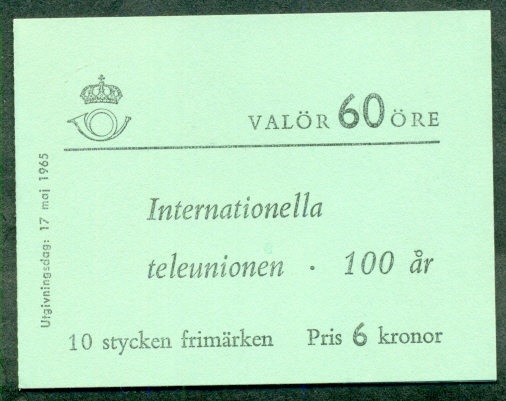 VALÖR 60 ÖRE
Utgivningsdag: 17 maj 1965
Internationella
teleunionen · 100 år
10 stycken frimärken Pris 6 kronor